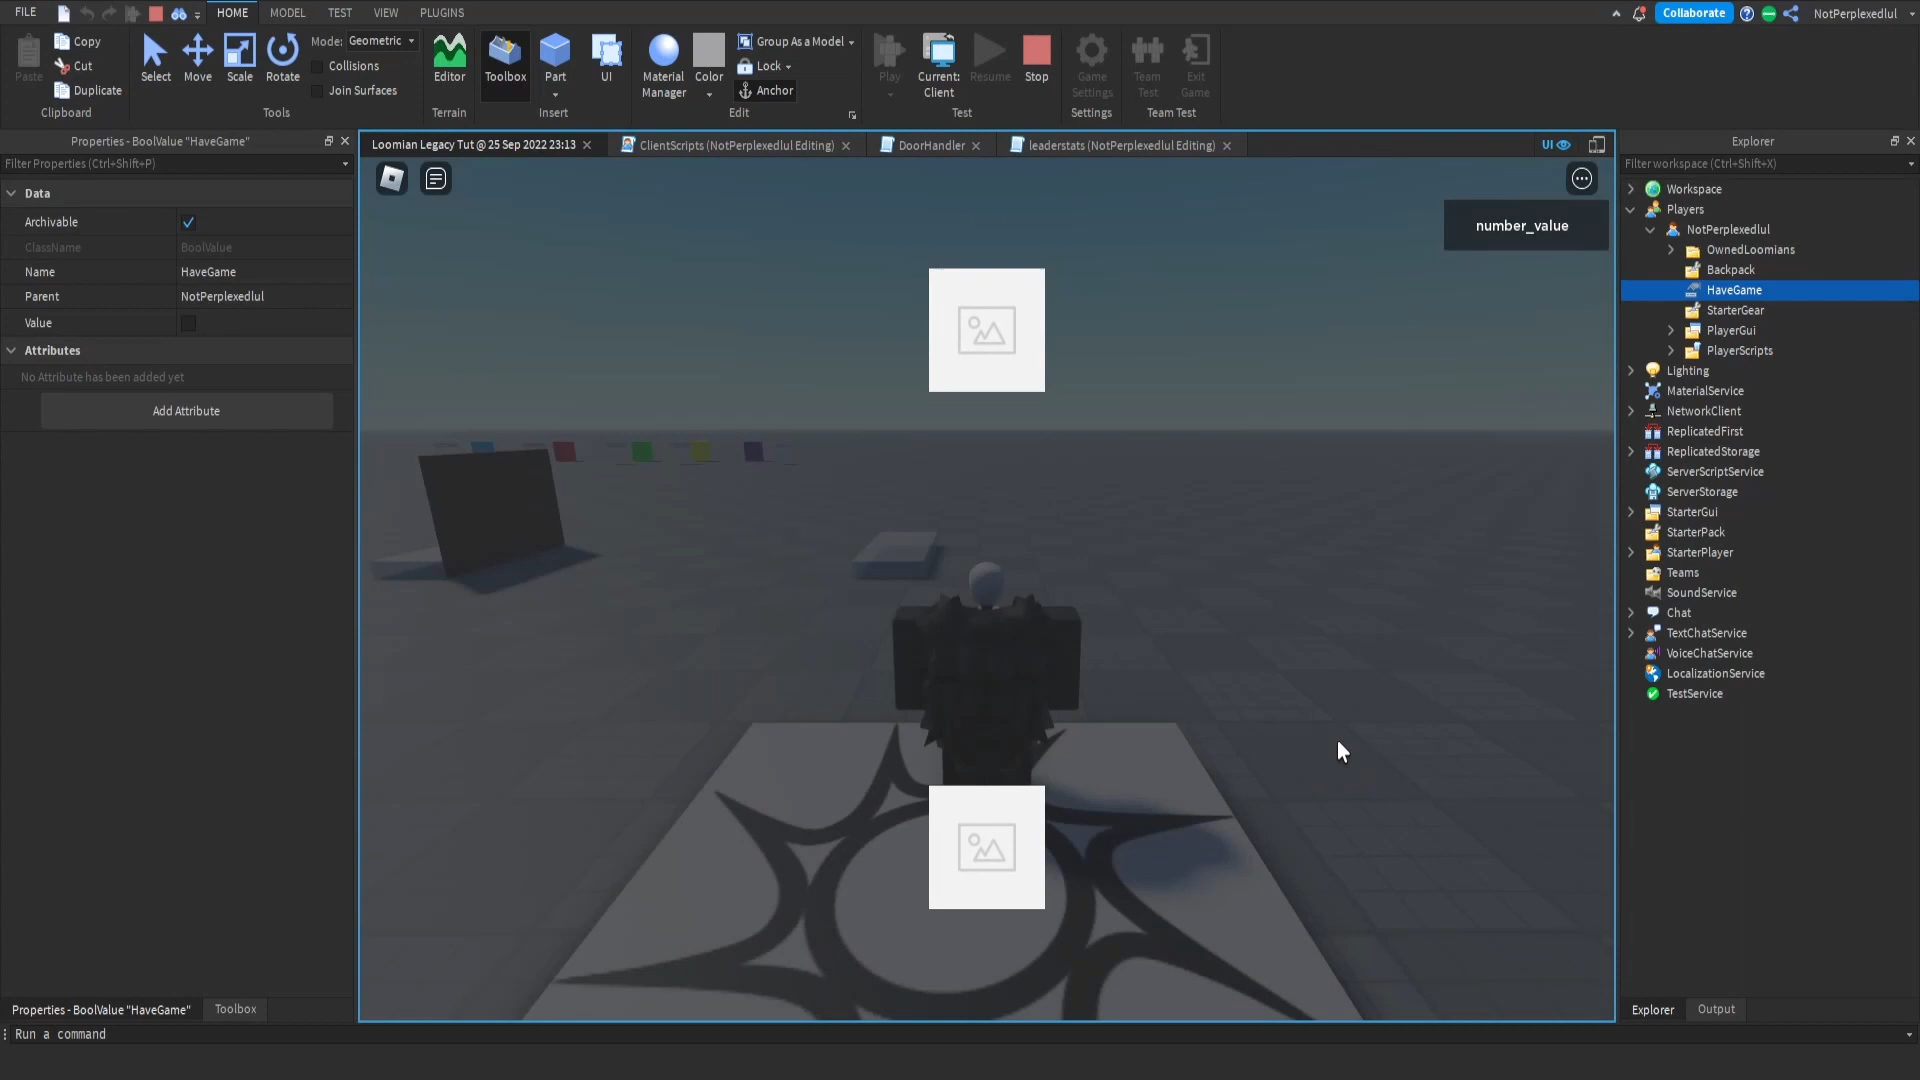 FILE HOME MODEL TEST VIEW PLUGINS Collaborate NotPerplexedlul
Paste Copy Cut Duplicate Clipboard
Select Move Scale Rotate Mode: Geometric Collisions Join Surfaces Tools
Editor Terrain
Toolbox Part UI Insert
Material Manager Color Group As a Model Lock Anchor Edit
Play Current: Client Resume Stop Test
Game Settings Settings
Team Test Exit Game Team Test
Properties - BoolValue "HaveGame"
Filter Properties (Ctrl+Shift+P)
Data
Archivable
ClassName BoolValue
Name HaveGame
Parent NotPerplexedlul
Value
Attributes
No Attribute has been added yet
Add Attribute
Properties - BoolValue "HaveGame" Toolbox
Run a command
Loomian Legacy Tut @ 25 Sep 2022 23:13 ClientScripts (NotPerplexedlul Editing) DoorHandler leaderstats (NotPerplexedlul Editing) UI
number_value
Explorer
Filter workspace (Ctrl+Shift+X)
Workspace
Players
NotPerplexedlul
OwnedLoomians
Backpack
HaveGame
StarterGear
PlayerGui
PlayerScripts
Lighting
MaterialService
NetworkClient
ReplicatedFirst
ReplicatedStorage
ServerScriptService
ServerStorage
StarterGui
StarterPack
StarterPlayer
Teams
SoundService
Chat
TextChatService
VoiceChatService
LocalizationService
TestService
Explorer Output